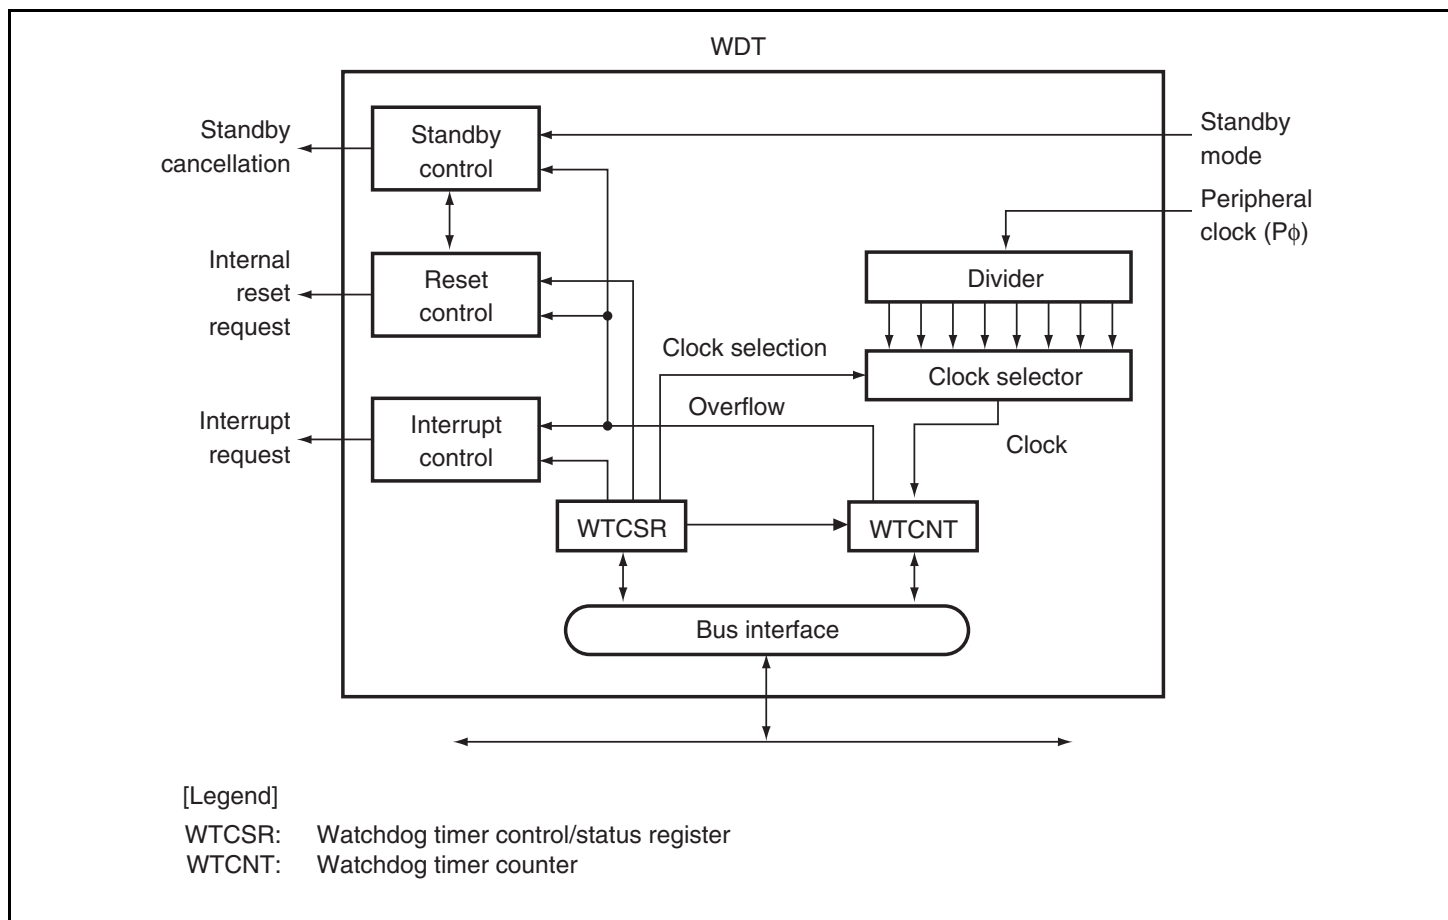 WDT
Standby
cancellation
Standby
control
Standby
mode
Peripheral
clock (Pϕ)
Internal
reset
request
Reset
control
Divider
Clock selection
Clock selector
Overflow
Clock
Interrupt
request
Interrupt
control
WTCSR
WTCNT
Bus interface
[Legend]
WTCSR: Watchdog timer control/status register
WTCNT: Watchdog timer counter